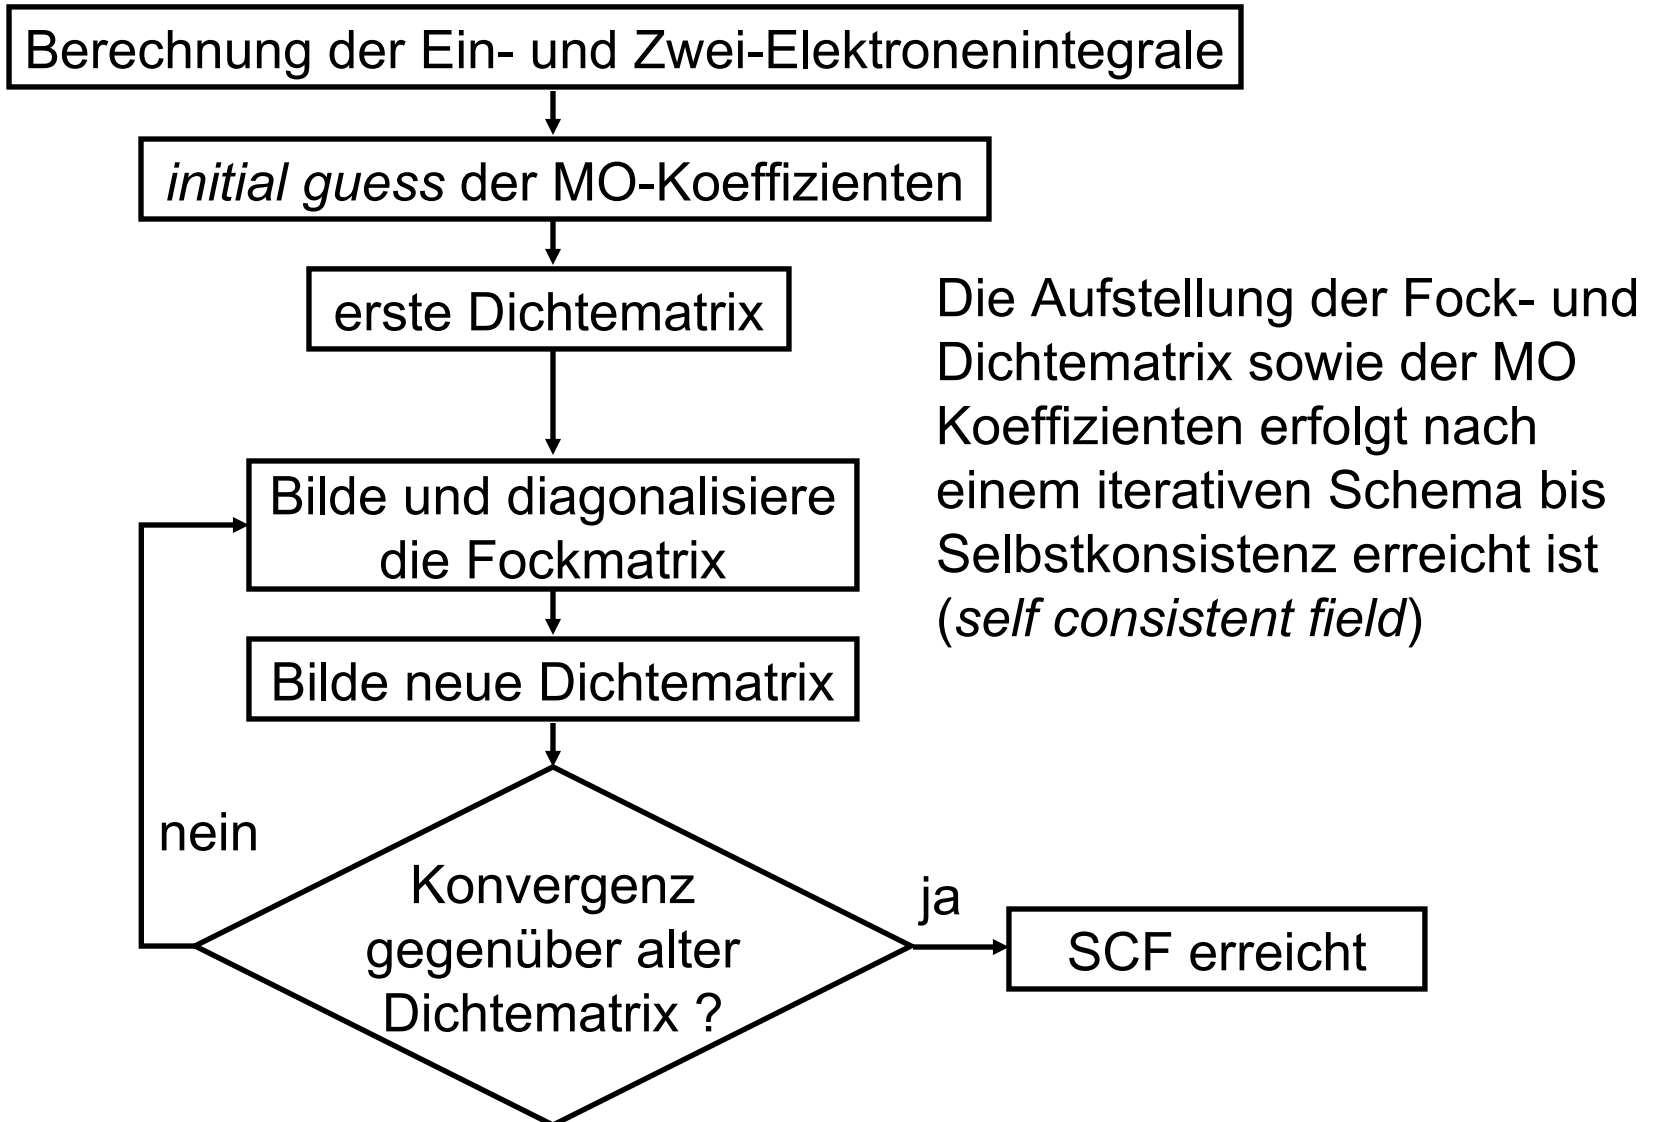 Berechnung der Ein- und Zwei-Elektronenintegrale
initial guess der MO-Koeffizienten
erste Dichtematrix
Die Aufstellung der Fock- und
Dichtematrix sowie der MO
Koeffizienten erfolgt nach
einem iterativen Schema bis
Selbstkonsistenz erreicht ist
(self consistent field)
Bilde und diagonalisiere
die Fockmatrix
Bilde neue Dichtematrix
nein
Konvergenz
gegenüber alter
Dichtematrix ?
ja
SCF erreicht